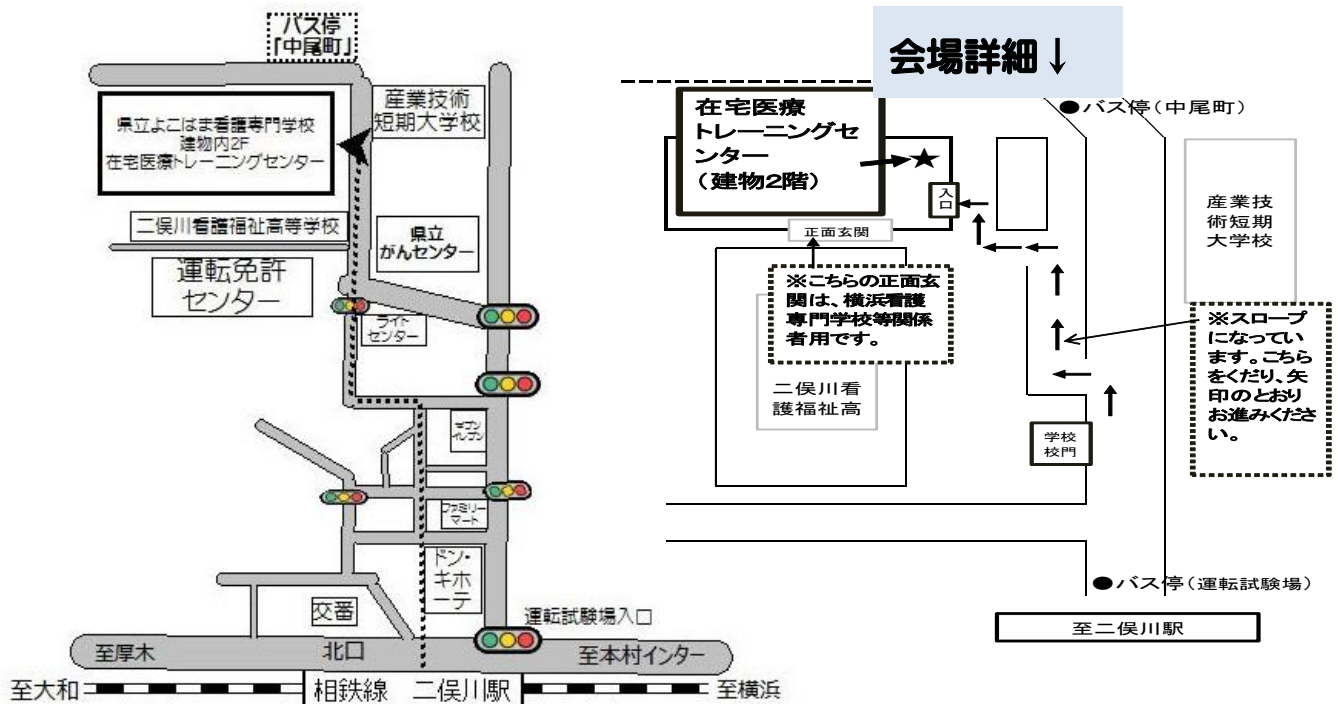 バス停
「中尾町」
産業技術
短期大学校
県立よこはま看護専門学校
建物内2F
在宅医療トレーニングセンター
二俣川看護福祉高等学校
県立
がんセンター
運転免許
センター
ライト
センター
セブン
イレブン
ファミリー
マート
ドン・
キホ
ーテ
交番
運転試験場入口
至厚木
北口
至本村インター
至大和
相鉄線 二俣川駅
至横浜
会場詳細↓
在宅医療
トレーニングセ
ンター
(建物2階)
★
入口
正面玄関
●バス停(中尾町)
産業技
術短期
大学校
※こちらの正面玄
関は、横浜看護
専門学校等関係
者用です。
二俣川看
護福祉高
※スロープ
になってい
ます。こちら
をくだり、矢
印のとおり
お進みくださ
い。
学校
校門
●バス停(運転試験場)
至二俣川駅